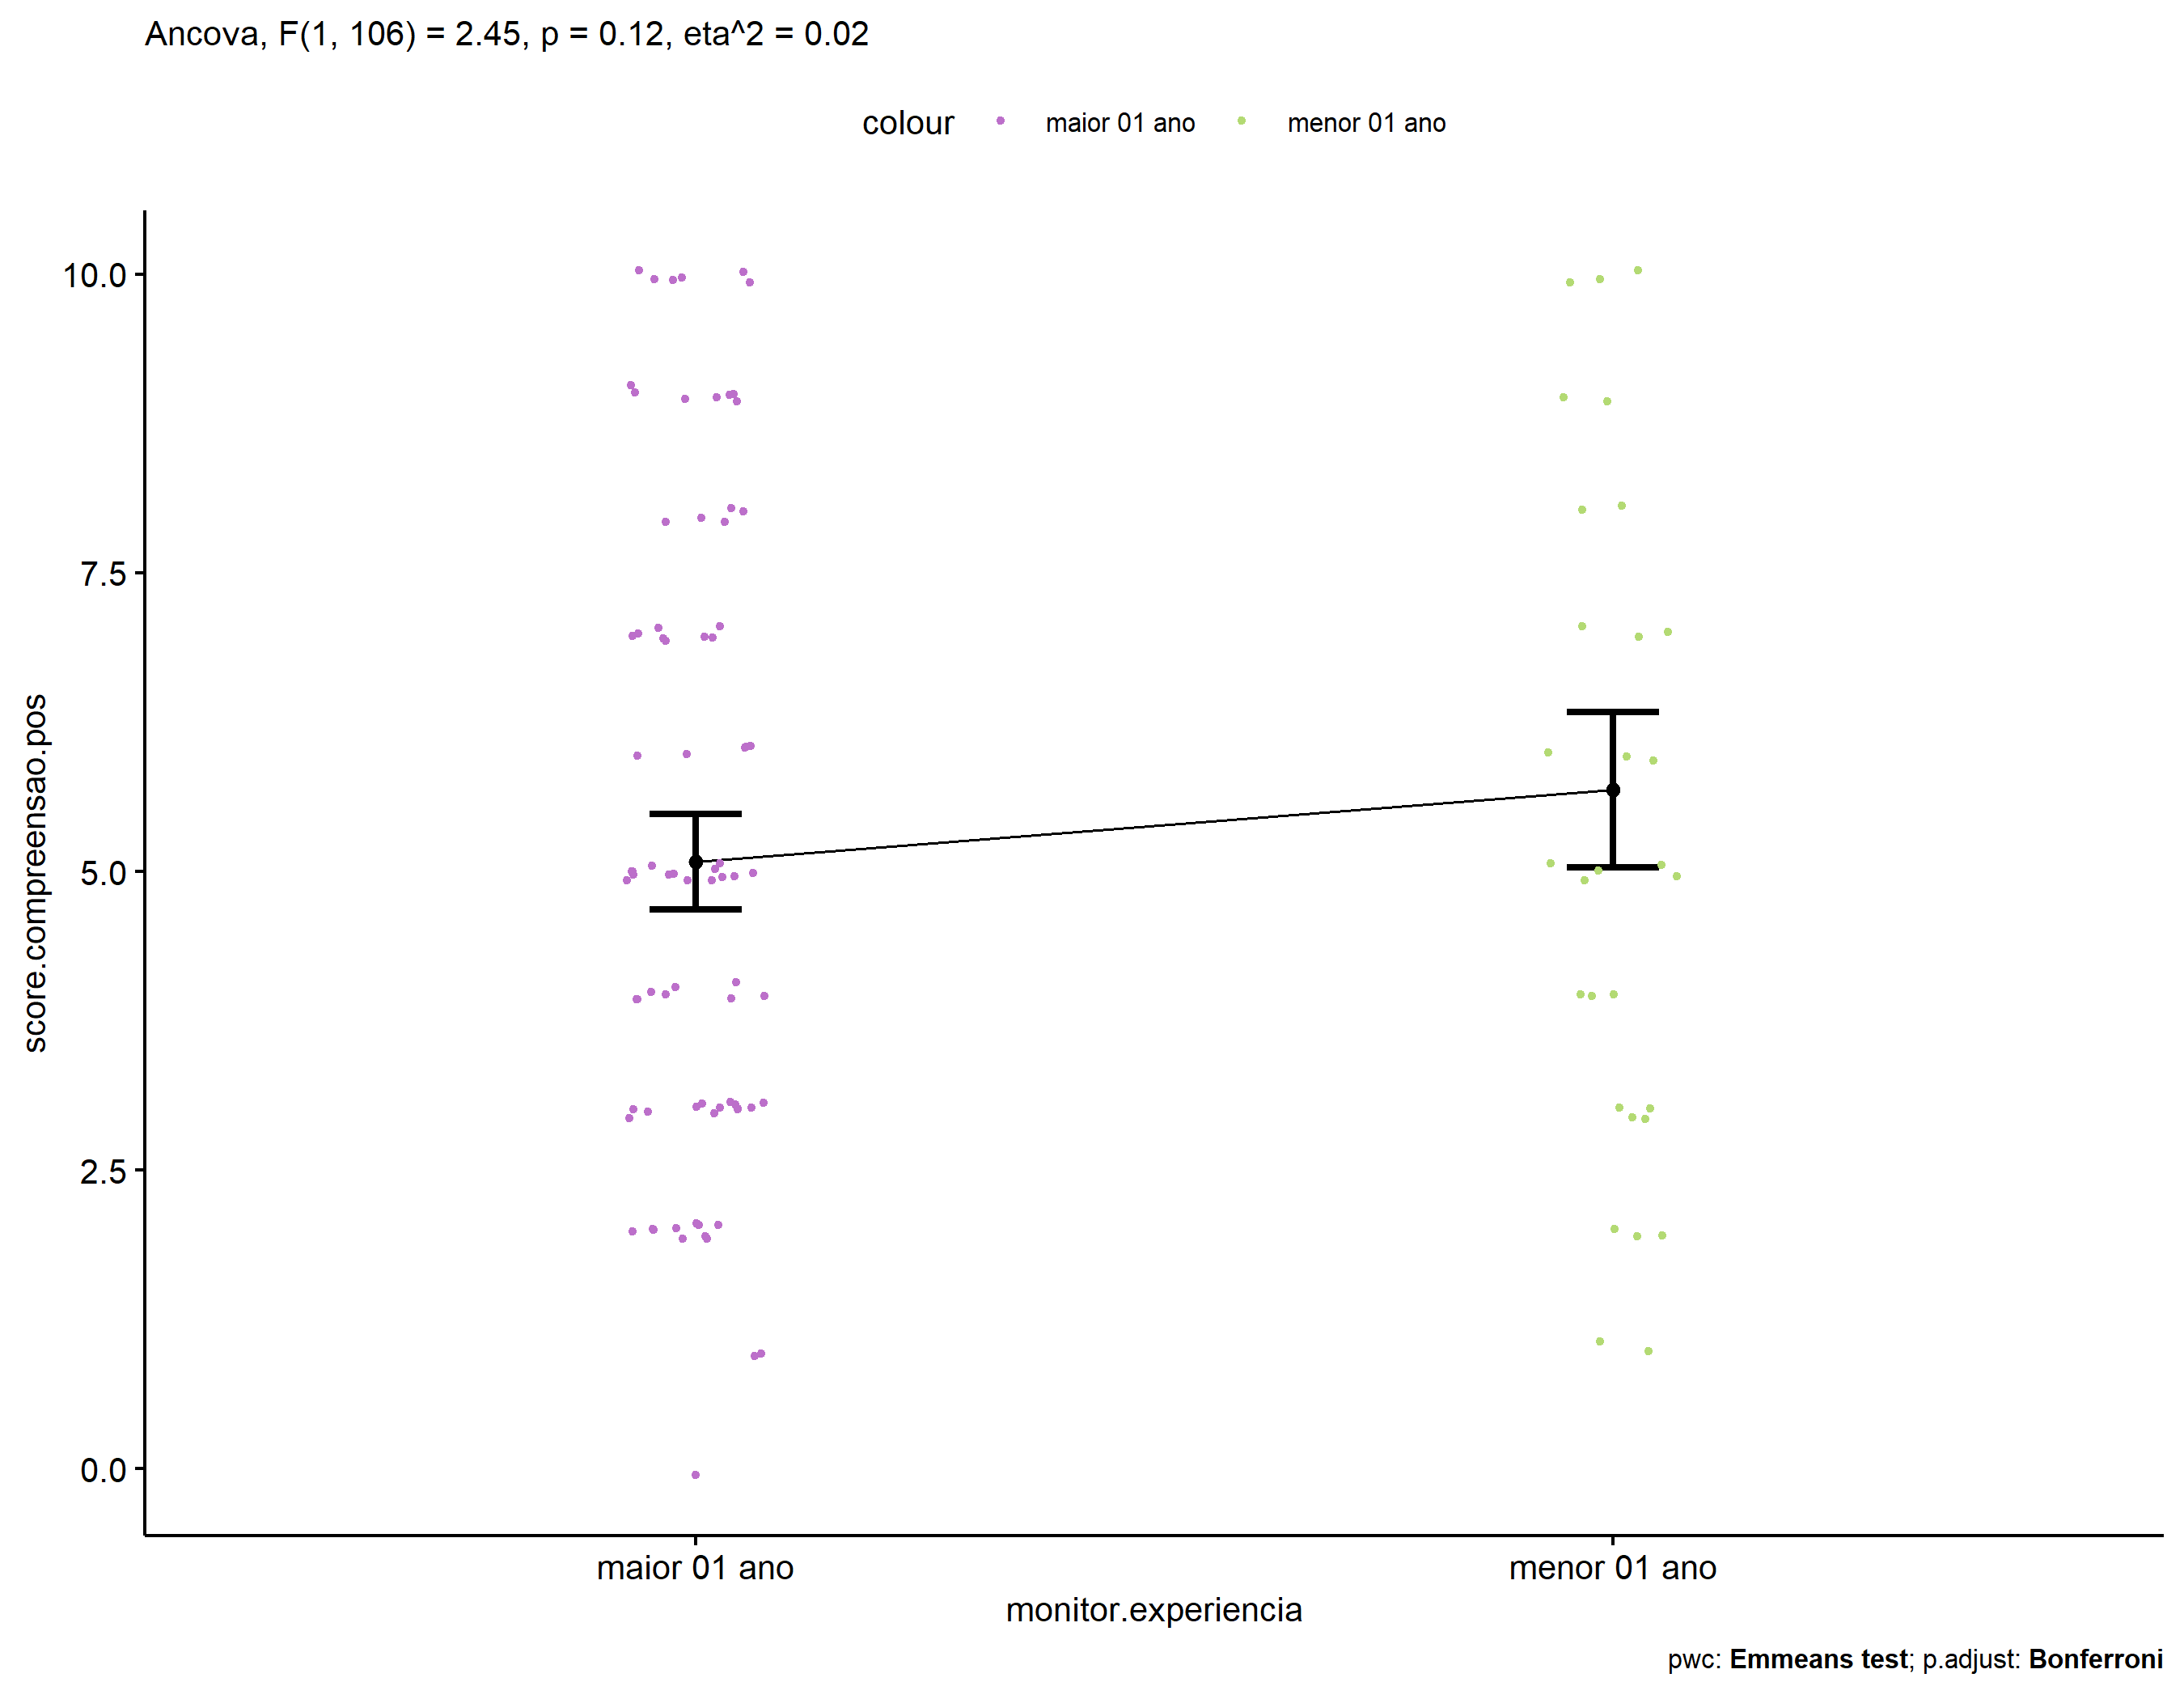 Ancova, F(1, 106) = 2.45, p = 0.12, eta^2 = 0.02
colour maior 01 ano menor 01 ano
10.0
7.5
5.0
2.5
0.0
score.compreensao.pos
maior 01 ano menor 01 ano
monitor.experiencia
pwc: Emmeans test; p.adjust: Bonferroni